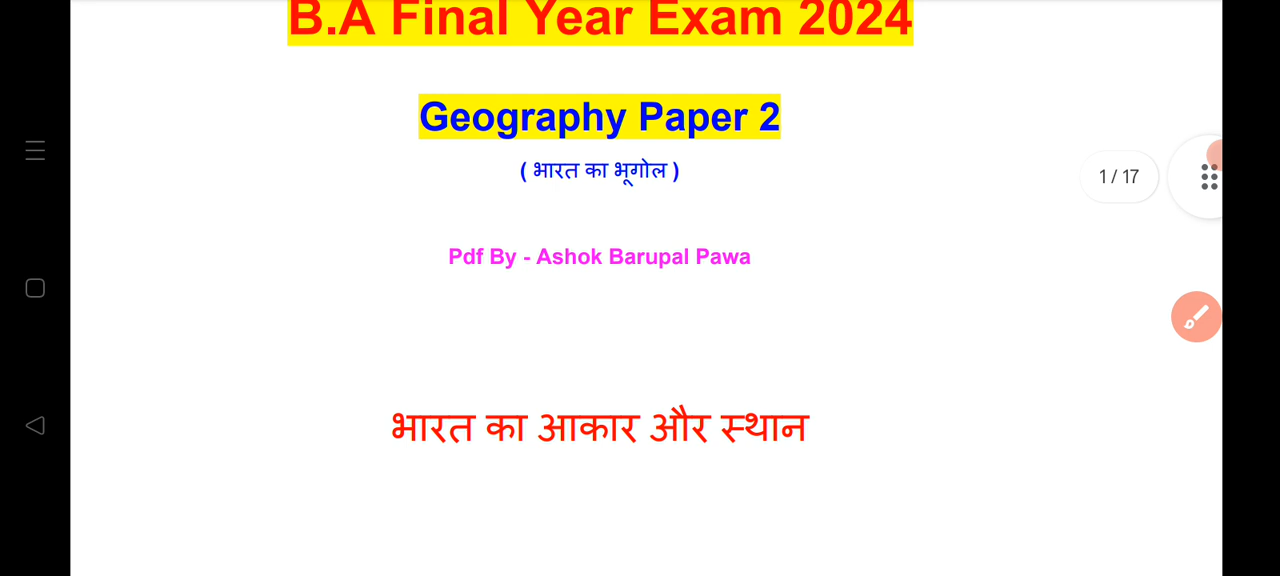 B.A Final Year Exam 2024
Geography Paper 2
( भारत का भूगोल )
1 / 17
Pdf By - Ashok Barupal Pawa
भारत का आकार और स्थान